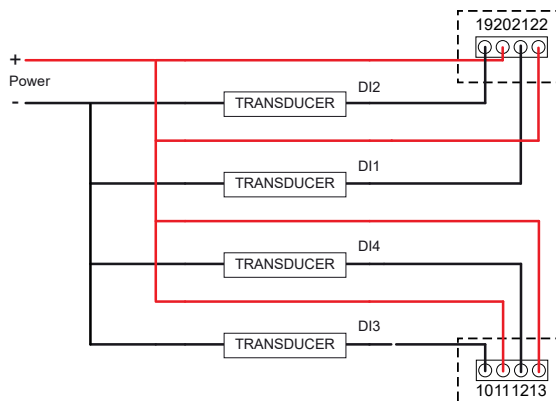 19202122
+
Power
-
DI2
TRANSDUCER
DI1
TRANSDUCER
DI4
TRANSDUCER
DI3
TRANSDUCER
10111213